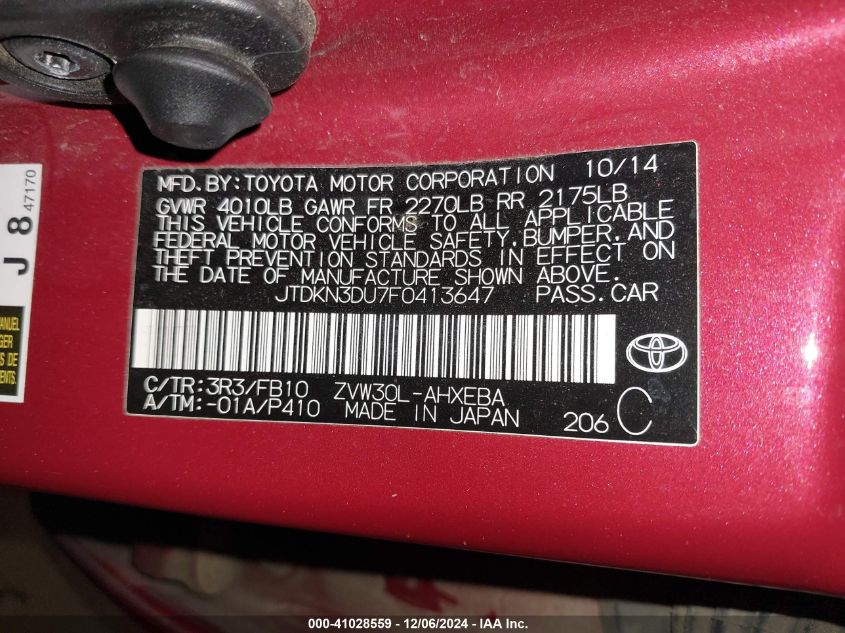 MFD.BY:TOYOTA MOTOR CORPORATION 10/14
GVWR 4010LB GAWR FR 2270LB RR 2175LB
THIS VEHICLE CONFORMS TO ALL APPLICABLE
FEDERAL MOTOR VEHICLE SAFETY,BUMPER,AND
THEFT PREVENTION STANDARDS IN EFFECT ON
THE DATE OF MANUFACTURE SHOWN ABOVE.
JTDKN3DU7F0413647 PASS.CAR
C/TR:3R3/FB10 ZVW30L-AHXEBA
A/TM:-01A/P410 MADE IN JAPAN 206 C
J 8 47170
MANUEL
DE
000-41028559 - 12/06/2024 - IAA Inc.